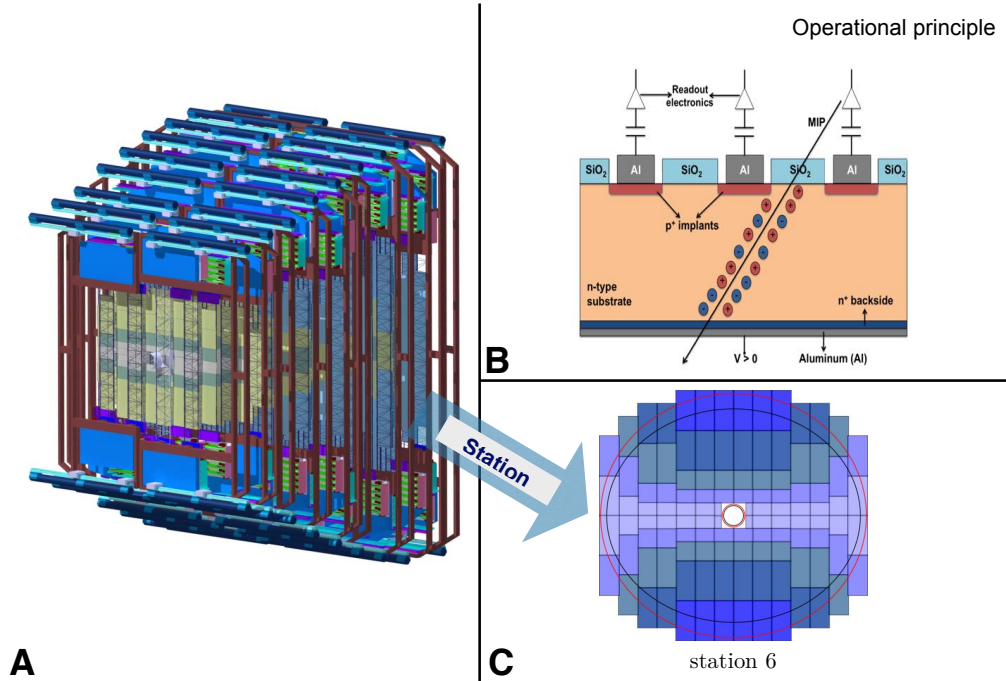 Operational principle
Readout
electronics
MIP
SiO₂
Al
SiO₂
Al
SiO₂
Al
SiO₂
p⁺ implants
n-type
substrate
n⁺ backside
V > 0
Aluminum (Al)
B
Station
A
C
station 6